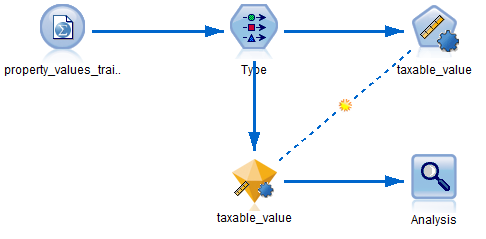 property_values_trai..
Type
taxable_value
taxable_value
Analysis